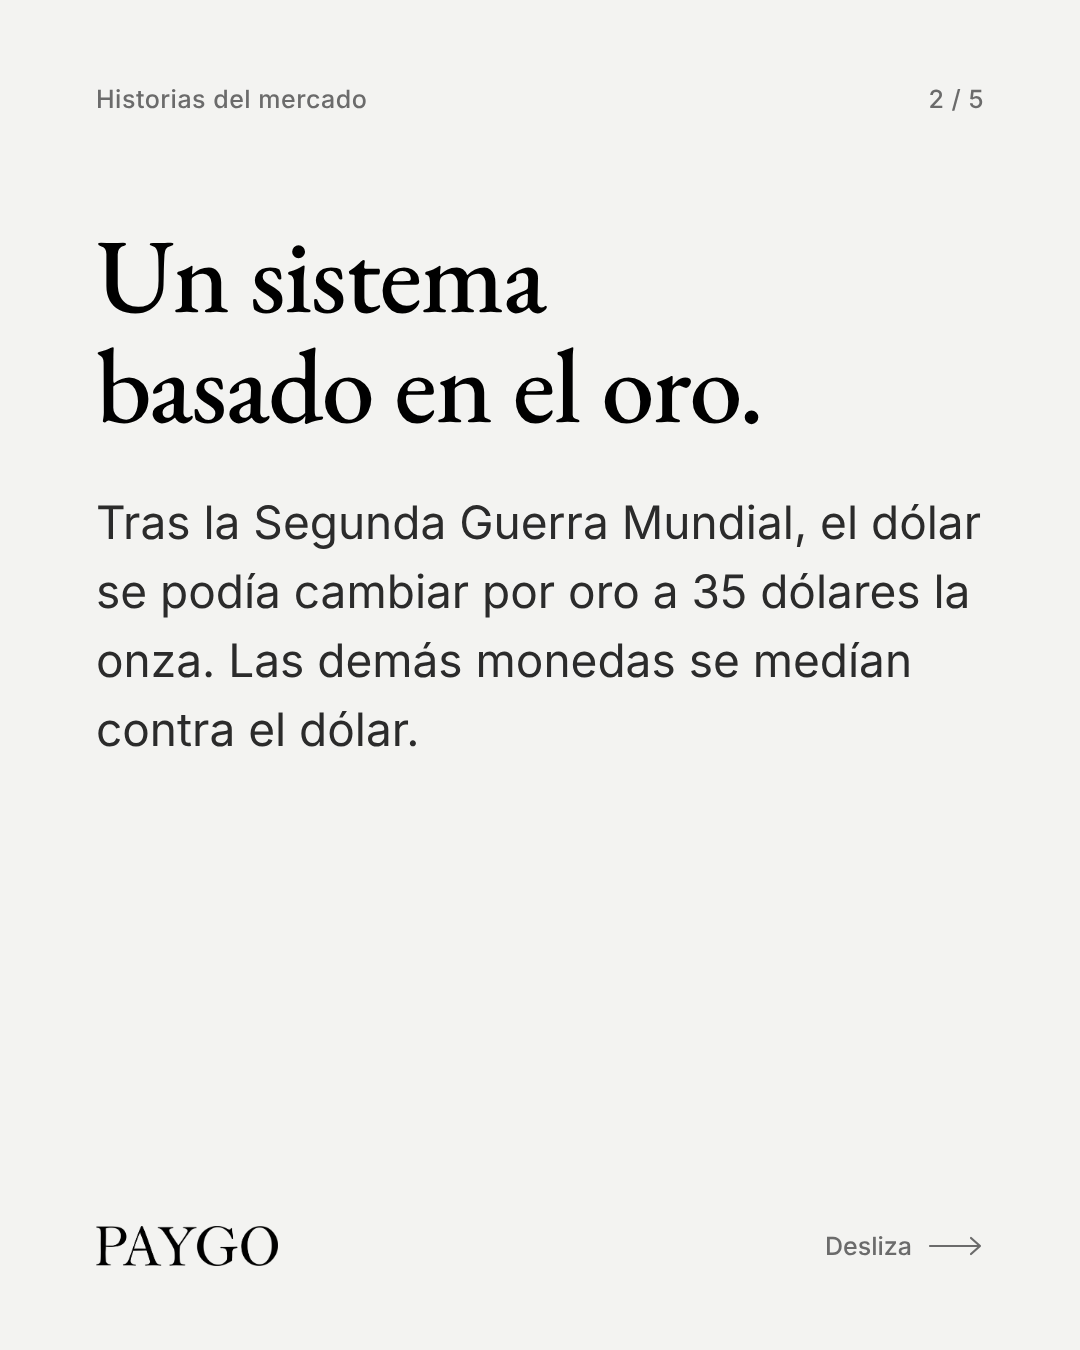 Historias del mercado
2 / 5
Un sistema
basado en el oro.
Tras la Segunda Guerra Mundial, el dólar
se podía cambiar por oro a 35 dólares la
onza. Las demás monedas se medían
contra el dólar.
PAYGO
Desliza